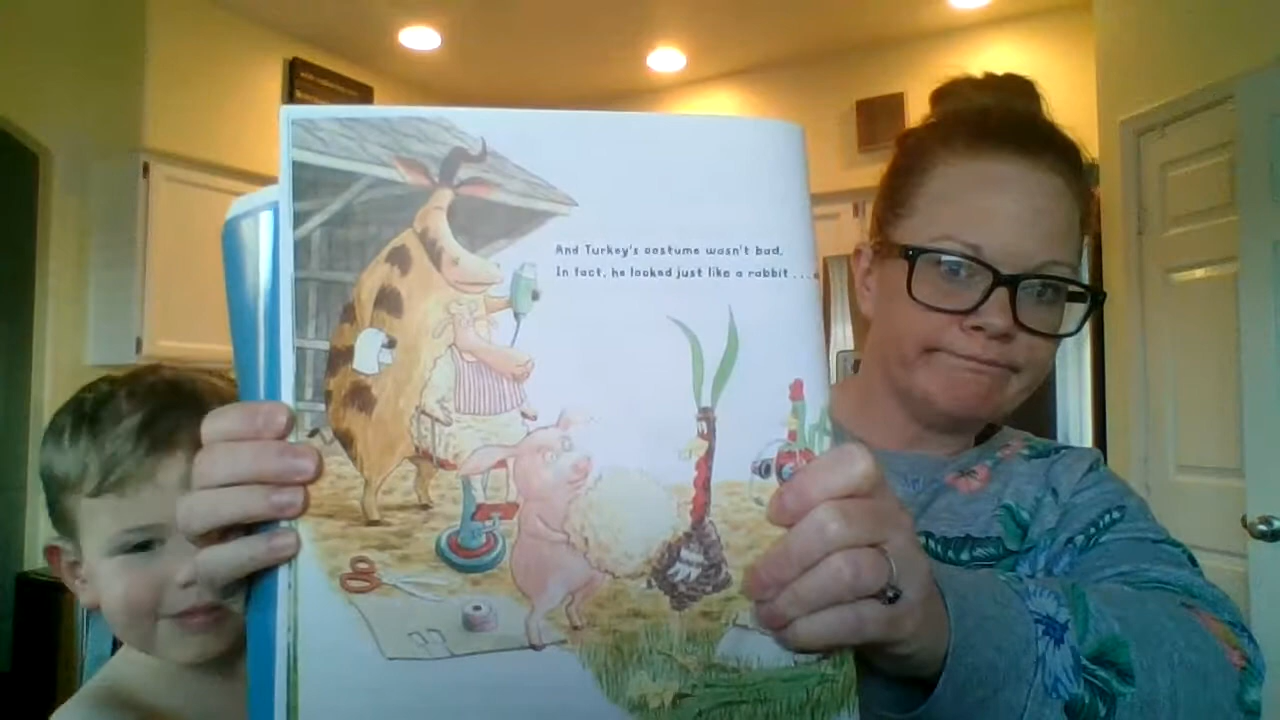 And Turkey's costume wasn't bad.
In fact, he looked just like a rabbit . . .